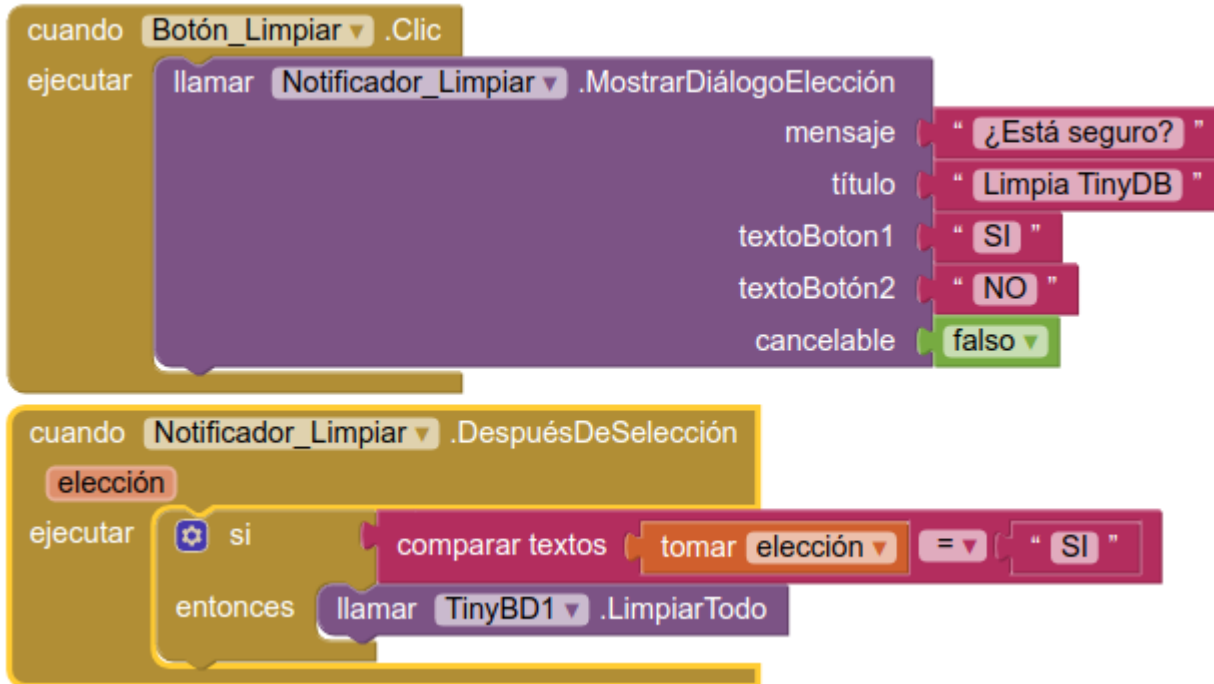 cuando Botón_Limpiar .Clic
ejecutar llamar Notificador_Limpiar .MostrarDiálogoElección
mensaje “ ¿Está seguro? ”
título “ Limpia TinyDB ”
textoBoton1 “ SI ”
textoBotón2 “ NO ”
cancelable falso
cuando Notificador_Limpiar .DespuésDeSelección
elección
ejecutar si comparar textos tomar elección = “ SI ”
entonces llamar TinyBD1 .LimpiarTodo